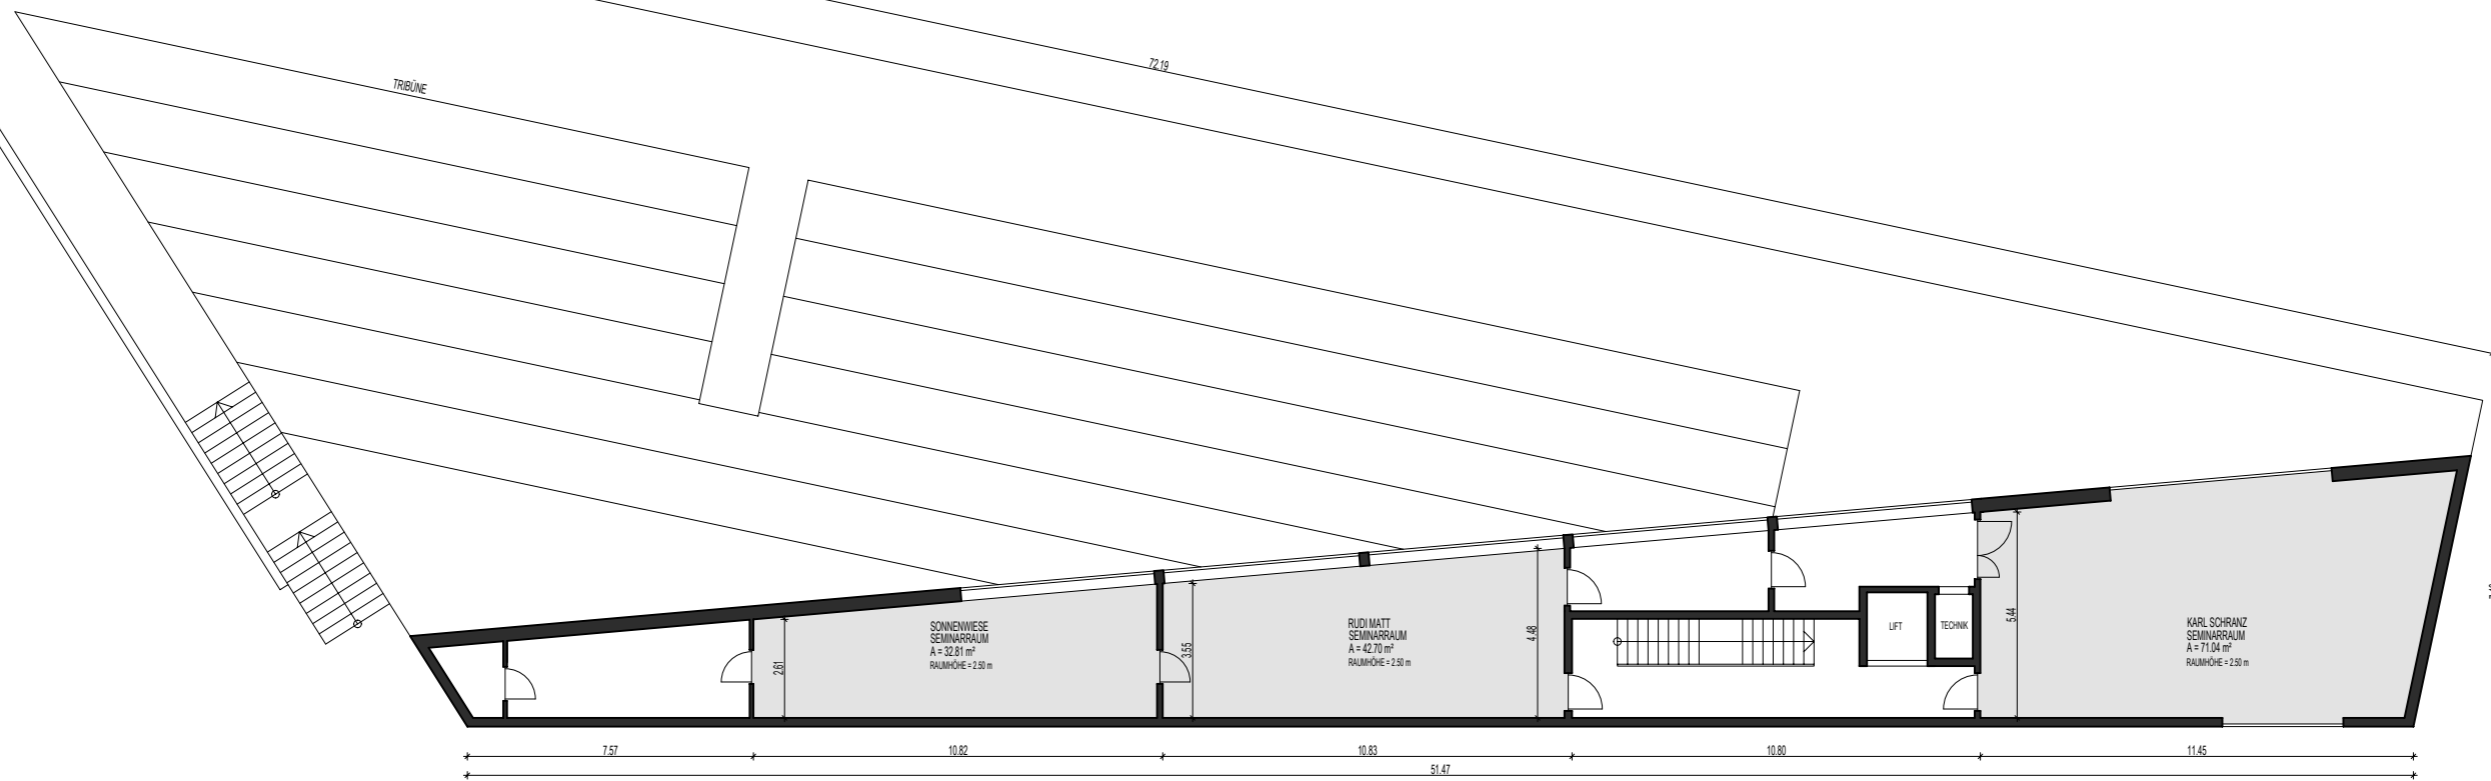 72.19
TRIBÜNE
SONNENWIESE
SEMINARRAUM
A = 32.81 m²
RAUMHÖHE = 2.50 m
2.61
RUDI MATT
SEMINARRAUM
A = 42.70 m²
RAUMHÖHE = 2.50 m
3.55
4.48
LIFT
TECHNIK
5.44
KARL SCHRANZ
SEMINARRAUM
A = 71.04 m²
RAUMHÖHE = 2.50 m
7.57
10.82
10.83
10.80
11.45
51.47